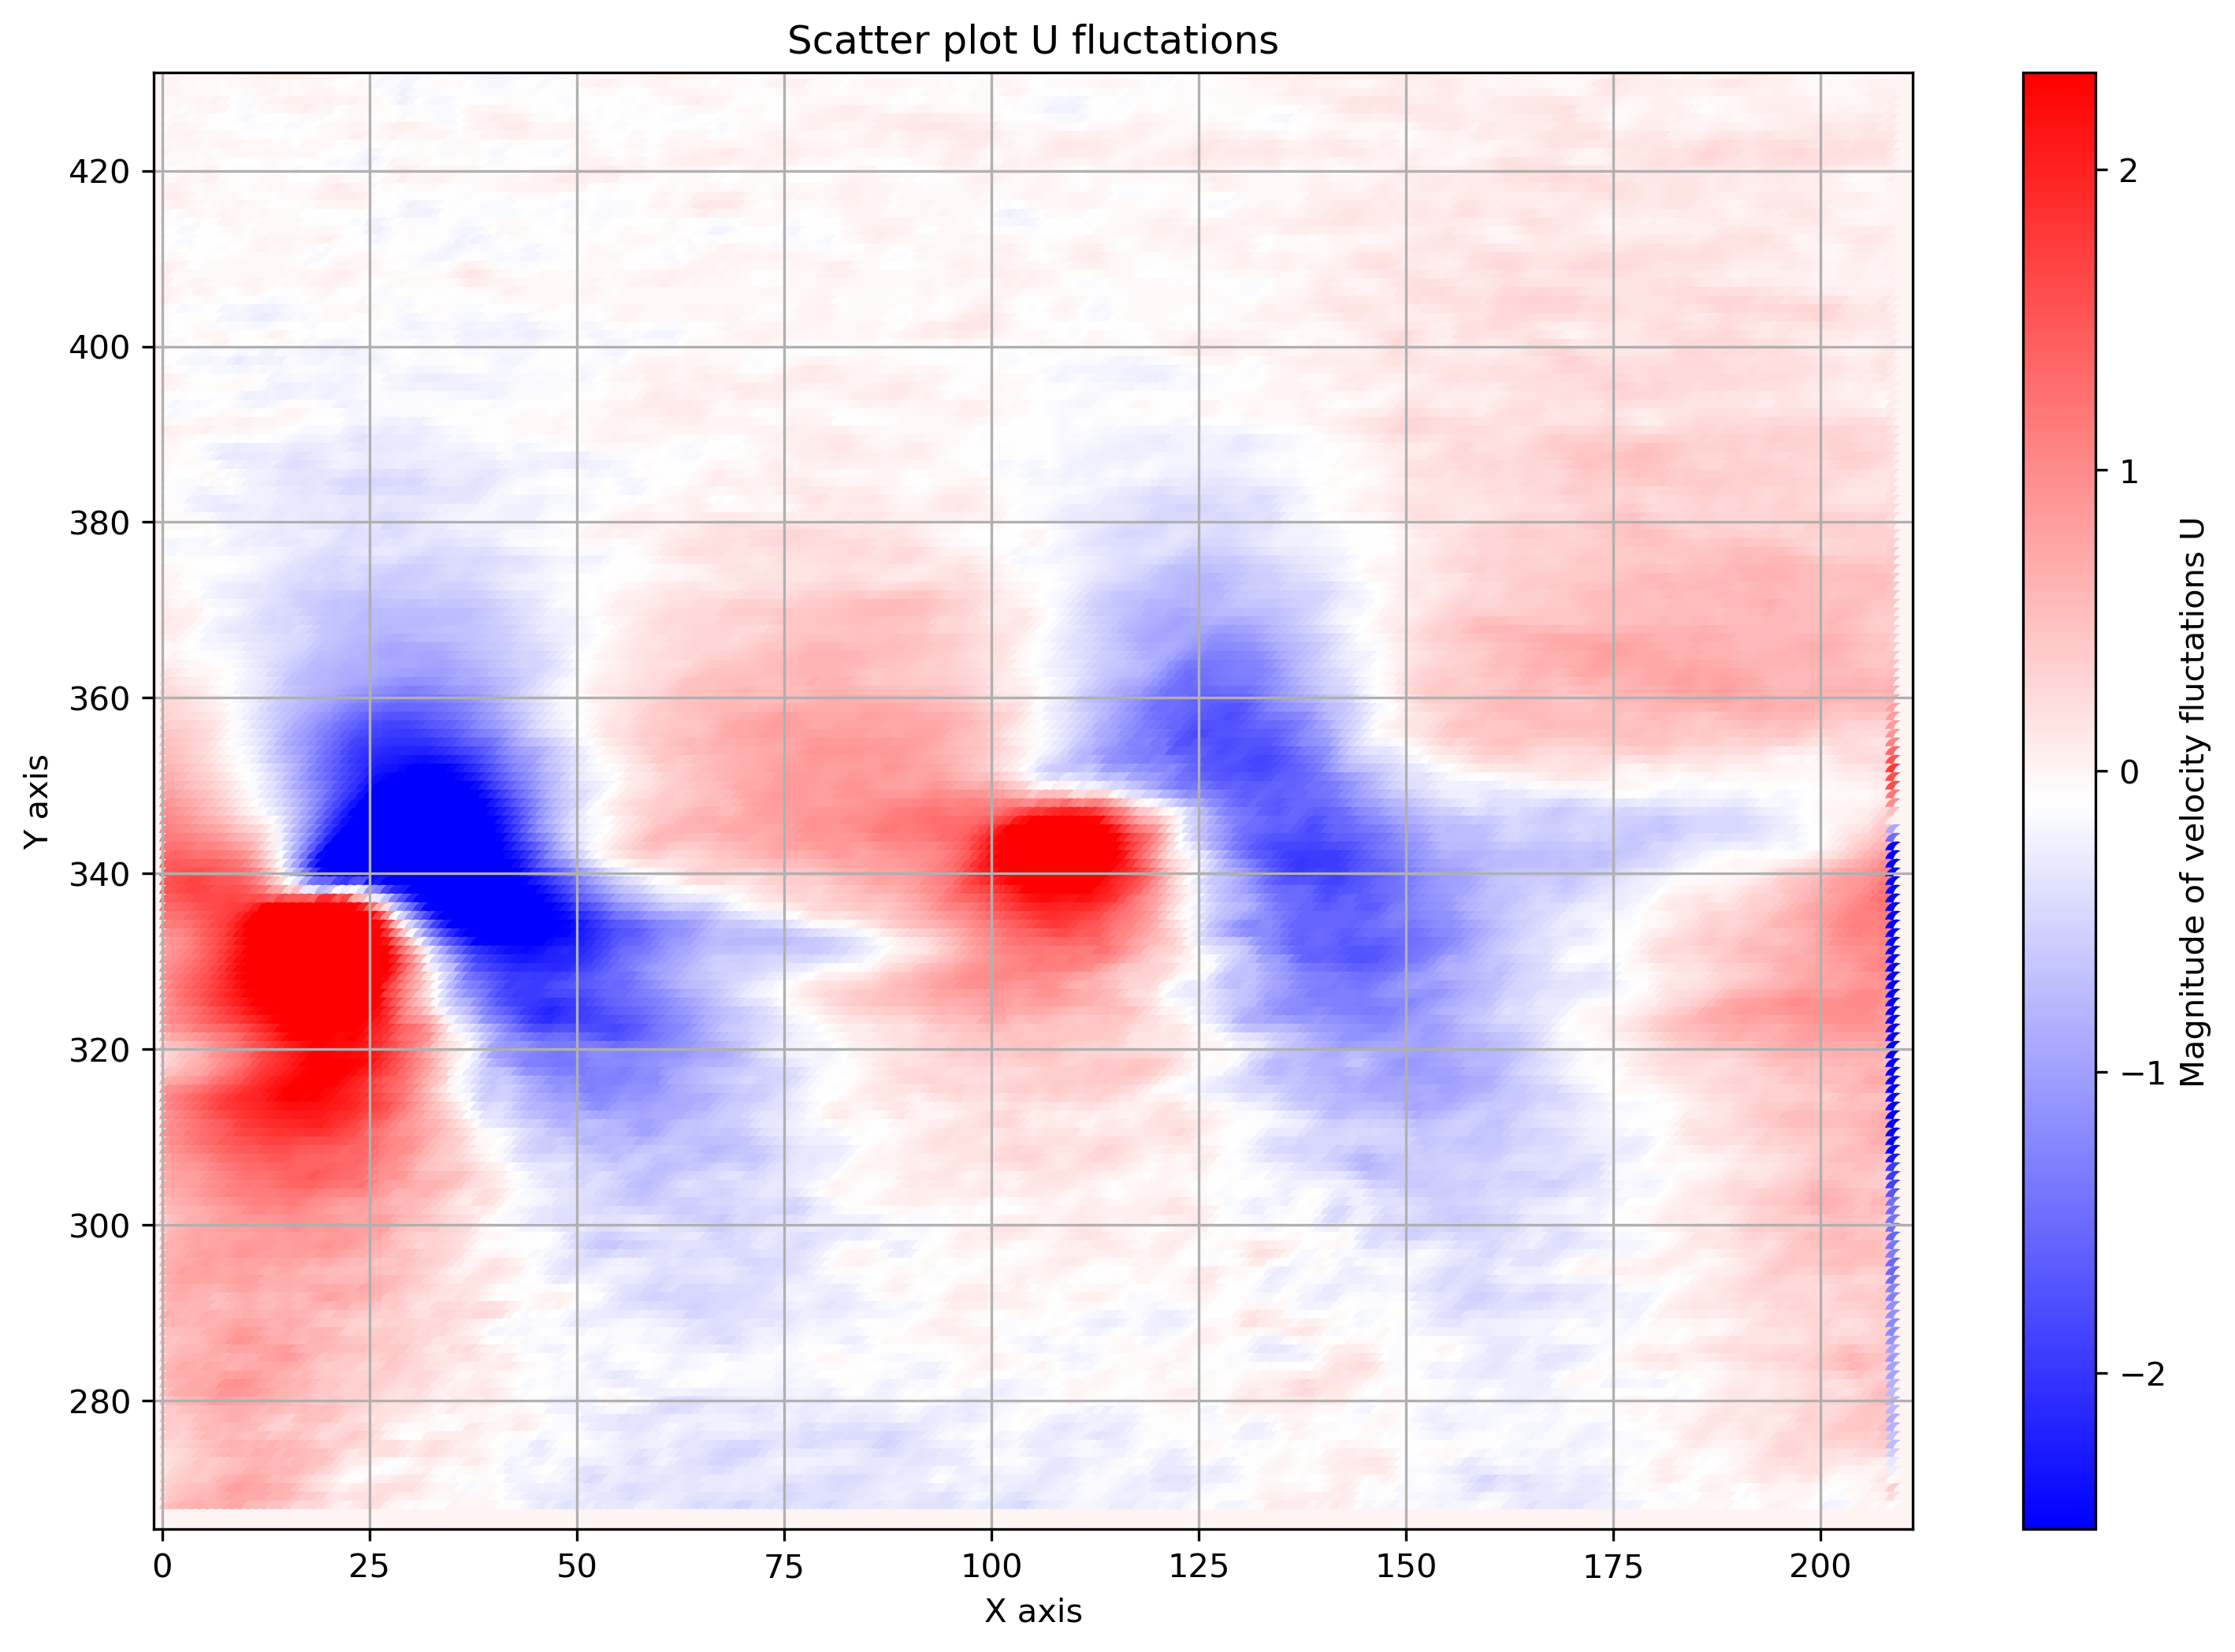 Scatter plot U fluctations
420
400
380
360
340
320
300
280
Y axis
0 25 50 75 100 125 150 175 200
X axis
2
1
0
−1
−2
Magnitude of velocity fluctations U